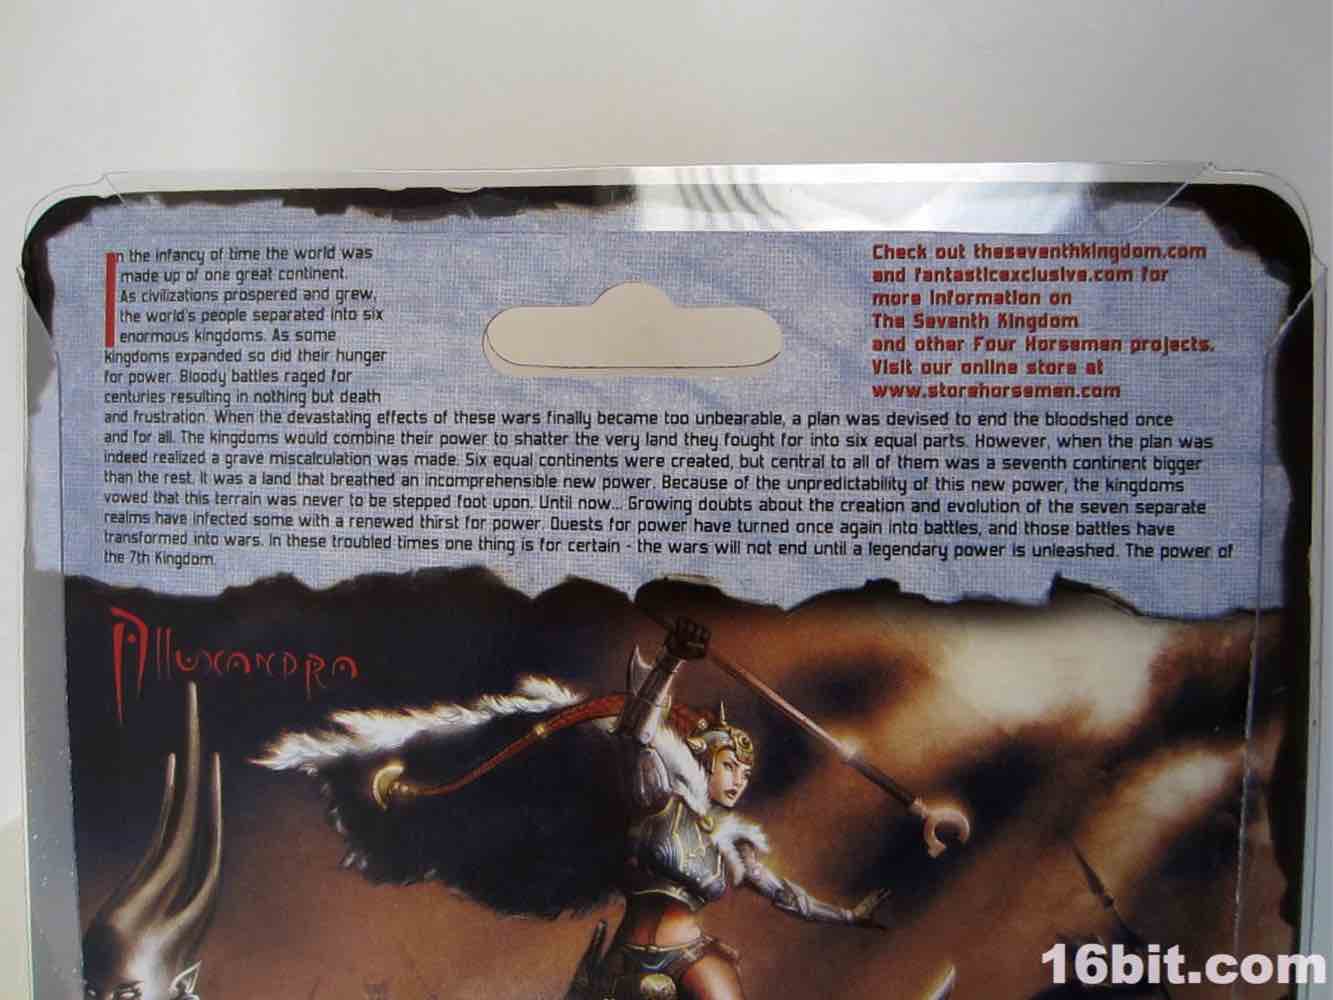 In the infancy of time the world was
made up of one great continent.
As civilizations prospered and grew,
the world's people separated into six
enormous kingdoms. As some
kingdoms expanded so did their hunger
for power. Bloody battles raged for
centuries resulting in nothing but death
and frustration. When the devastating effects of these wars finally became too unbearable, a plan was devised to end the bloodshed once
and for all. The kingdoms would combine their power to shatter the very land they fought for into six equal parts. However, when the plan was
indeed realized a grave miscalculation was made. Six equal continents were created, but central to all of them was a seventh continent bigger
than the rest. It was a land that breathed an incomprehensible new power. Because of the unpredictability of this new power, the kingdoms
vowed that this terrain was never to be stepped foot upon. Until now... Growing doubts about the creation and evolution of the seven separate
realms have infected some with a renewed thirst for power. Quests for power have turned once again into battles, and those battles have
transformed into wars. In these troubled times one thing is for certain - the wars will not end until a legendary power is unleashed. The power of
the 7th Kingdom.
Check out theseventhkingdom.com
and fantasticexclusive.com for
more information on
The Seventh Kingdom
and other Four Horsemen projects.
Visit our online store at
www.storehorsemen.com
Alluxandra
16bit.com